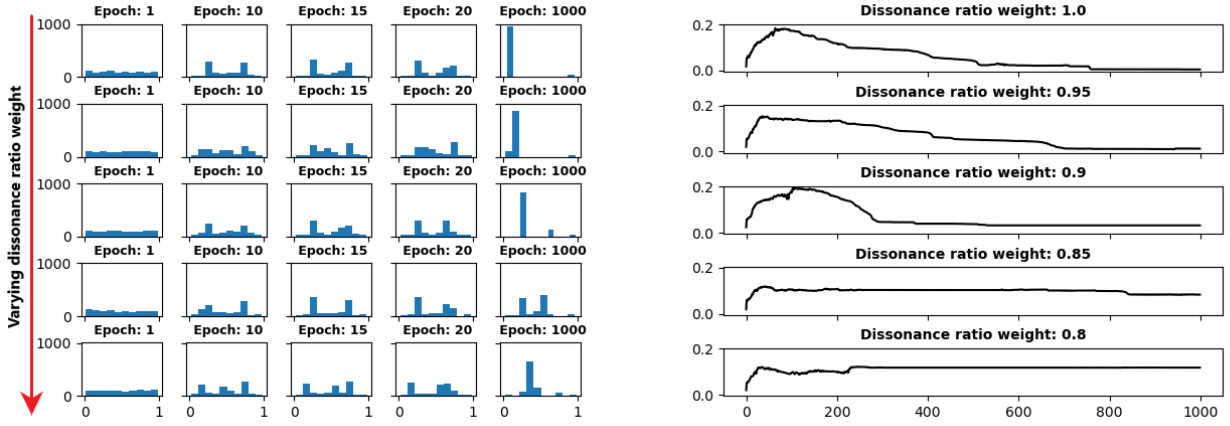 Varying dissonance ratio weight
Epoch: 1 Epoch: 10 Epoch: 15 Epoch: 20 Epoch: 1000
1000
0
Epoch: 1 Epoch: 10 Epoch: 15 Epoch: 20 Epoch: 1000
1000
0
Epoch: 1 Epoch: 10 Epoch: 15 Epoch: 20 Epoch: 1000
1000
0
Epoch: 1 Epoch: 10 Epoch: 15 Epoch: 20 Epoch: 1000
1000
0
Epoch: 1 Epoch: 10 Epoch: 15 Epoch: 20 Epoch: 1000
1000
0
0 1 0 1 0 1 0 1 0 1
Dissonance ratio weight: 1.0
0.2
0.0
Dissonance ratio weight: 0.95
0.2
0.0
Dissonance ratio weight: 0.9
0.2
0.0
Dissonance ratio weight: 0.85
0.2
0.0
Dissonance ratio weight: 0.8
0.2
0.0
0 200 400 600 800 1000